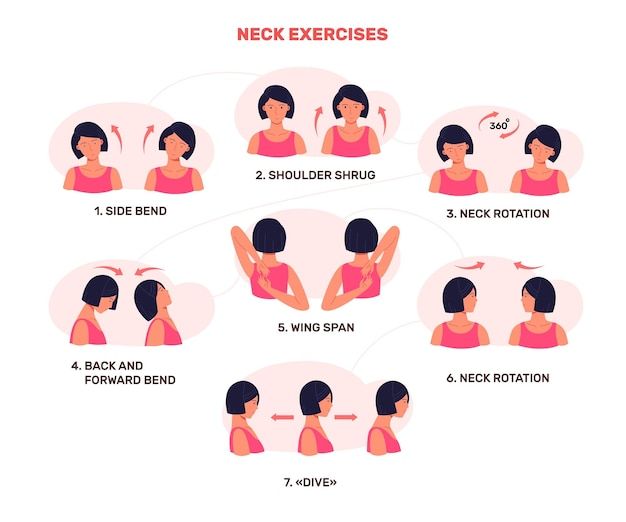 NECK EXERCISES
1. SIDE BEND
2. SHOULDER SHRUG
360°
3. NECK ROTATION
4. BACK AND
FORWARD BEND
5. WING SPAN
6. NECK ROTATION
7. «DIVE»